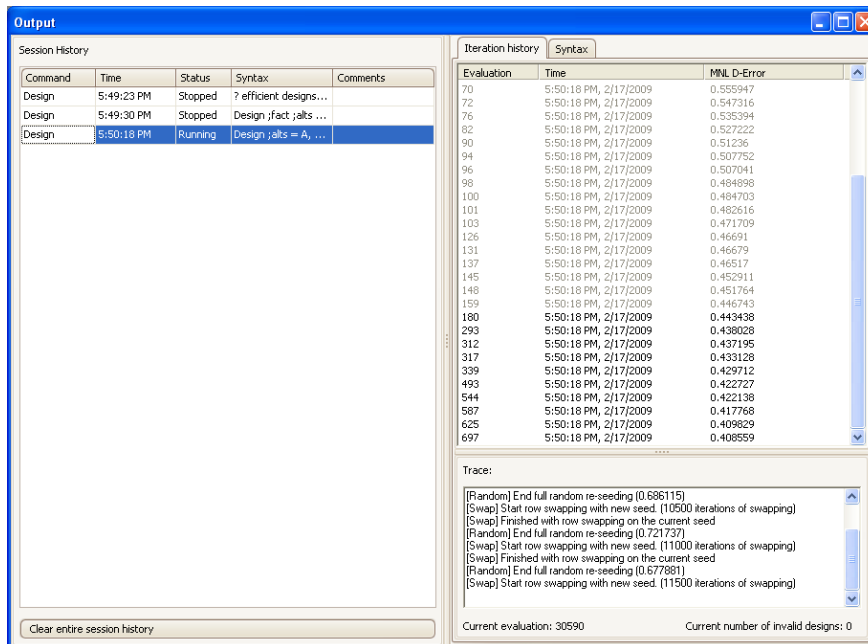 Output
Session History
Command Time Status Syntax Comments
Design 5:49:23 PM Stopped ? efficient designs...
Design 5:49:30 PM Stopped Design ;fact ;alts ...
Design 5:50:18 PM Running Design ;alts = A, ...
Clear entire session history
Iteration history Syntax
Evaluation Time MNL D-Error
70 5:50:18 PM, 2/17/2009 0.555947
72 5:50:18 PM, 2/17/2009 0.547316
76 5:50:18 PM, 2/17/2009 0.535394
82 5:50:18 PM, 2/17/2009 0.527222
90 5:50:18 PM, 2/17/2009 0.51236
94 5:50:18 PM, 2/17/2009 0.507752
96 5:50:18 PM, 2/17/2009 0.507041
98 5:50:18 PM, 2/17/2009 0.484898
100 5:50:18 PM, 2/17/2009 0.484703
101 5:50:18 PM, 2/17/2009 0.482616
103 5:50:18 PM, 2/17/2009 0.471709
126 5:50:18 PM, 2/17/2009 0.46691
131 5:50:18 PM, 2/17/2009 0.46679
137 5:50:18 PM, 2/17/2009 0.46517
145 5:50:18 PM, 2/17/2009 0.452911
148 5:50:18 PM, 2/17/2009 0.451764
159 5:50:18 PM, 2/17/2009 0.446743
180 5:50:18 PM, 2/17/2009 0.443438
293 5:50:18 PM, 2/17/2009 0.438028
312 5:50:18 PM, 2/17/2009 0.437195
317 5:50:18 PM, 2/17/2009 0.433128
339 5:50:18 PM, 2/17/2009 0.429712
493 5:50:18 PM, 2/17/2009 0.422727
544 5:50:18 PM, 2/17/2009 0.422138
587 5:50:18 PM, 2/17/2009 0.417768
625 5:50:18 PM, 2/17/2009 0.409829
697 5:50:18 PM, 2/17/2009 0.408559
Trace:
[Random] End full random re-seeding (0.686115)
[Swap] Start row swapping with new seed. (10500 iterations of swapping)
[Swap] Finished with row swapping on the current seed
[Random] End full random re-seeding (0.721737)
[Swap] Start row swapping with new seed. (11000 iterations of swapping)
[Swap] Finished with row swapping on the current seed
[Random] End full random re-seeding (0.677881)
[Swap] Start row swapping with new seed. (11500 iterations of swapping)
Current evaluation: 30590 Current number of invalid designs: 0